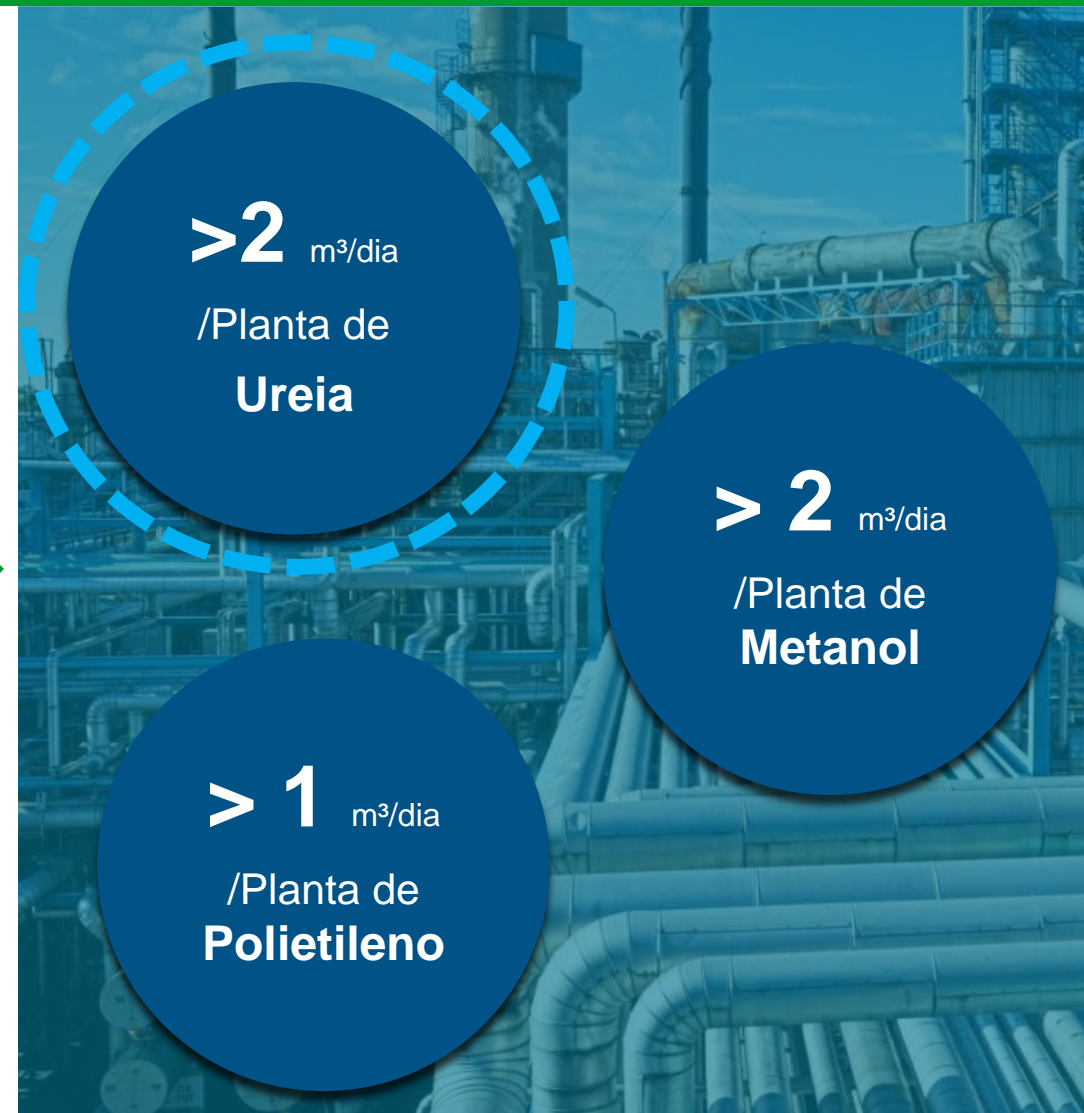 >2 m³/dia
/Planta de
Ureia
> 2 m³/dia
/Planta de
Metanol
> 1 m³/dia
/Planta de
Polietileno